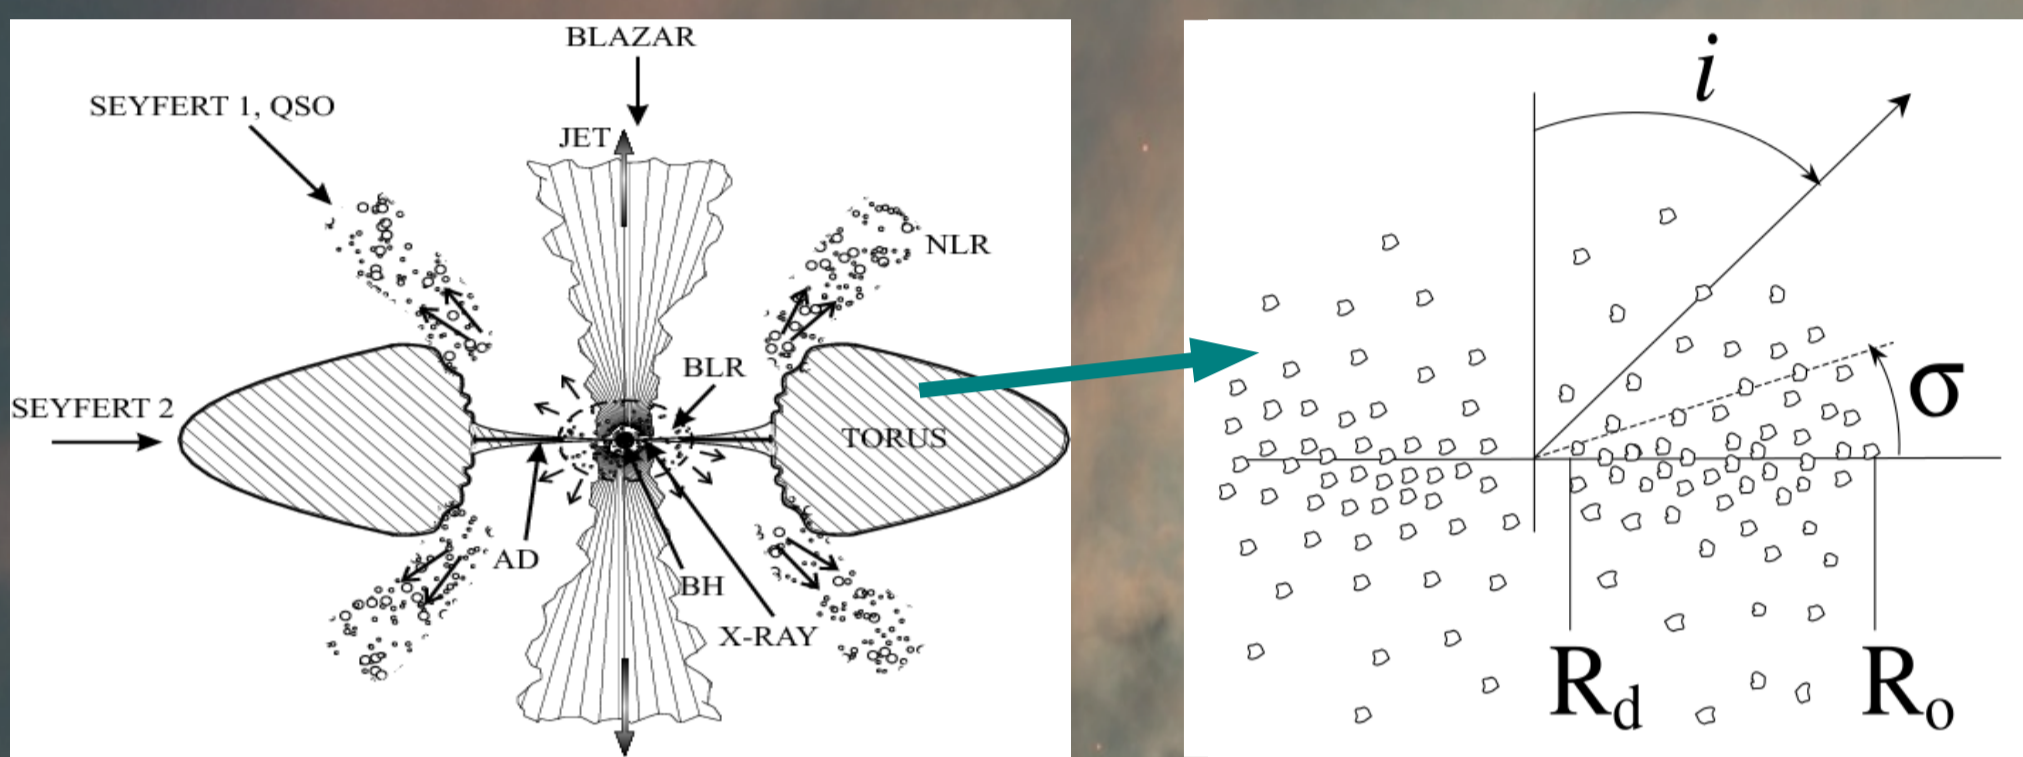 BLAZAR
SEYFERT 1, QSO
JET
NLR
BLR
SEYFERT 2
TORUS
AD
BH
X-RAY
i
σ
Rd
Ro